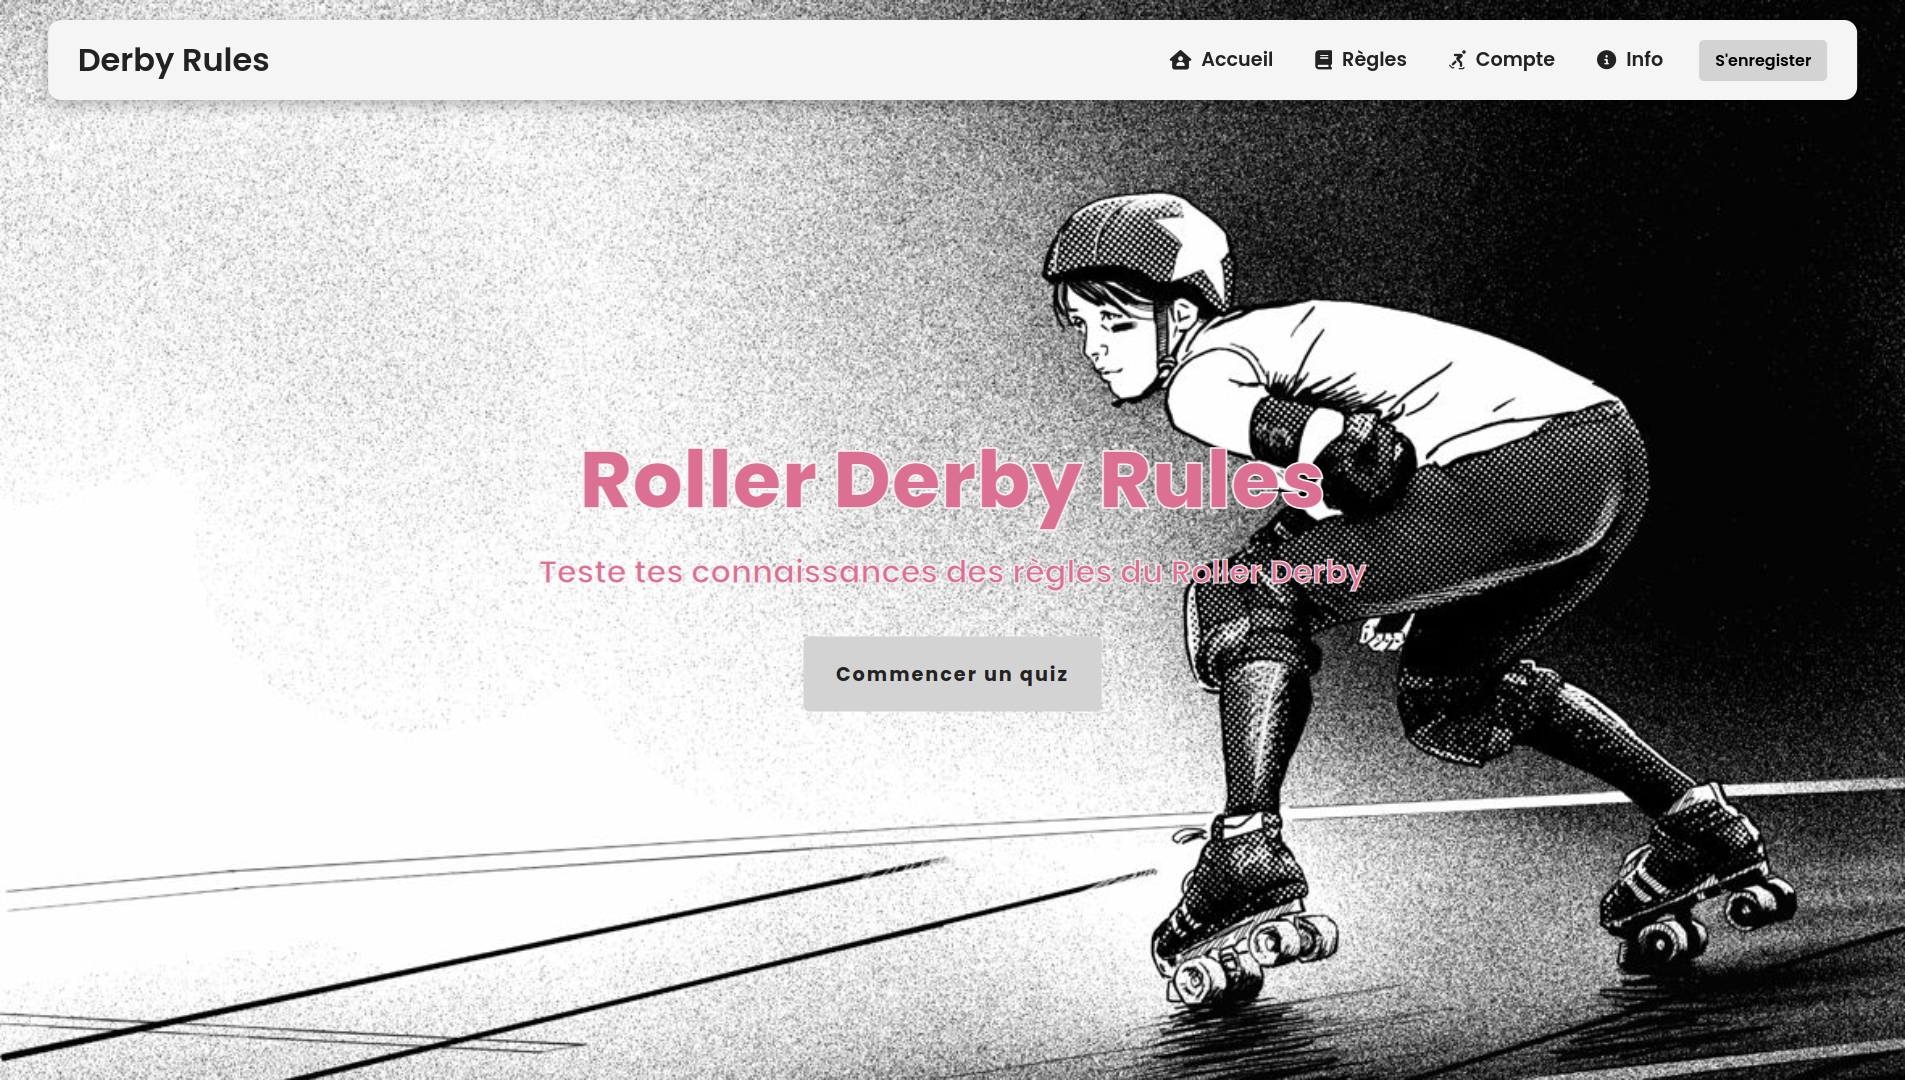 Derby Rules
Accueil
Règles
Compte
Info
S'enregister
Roller Derby Rules
Teste tes connaissances des règles du Roller Derby
Commencer un quiz